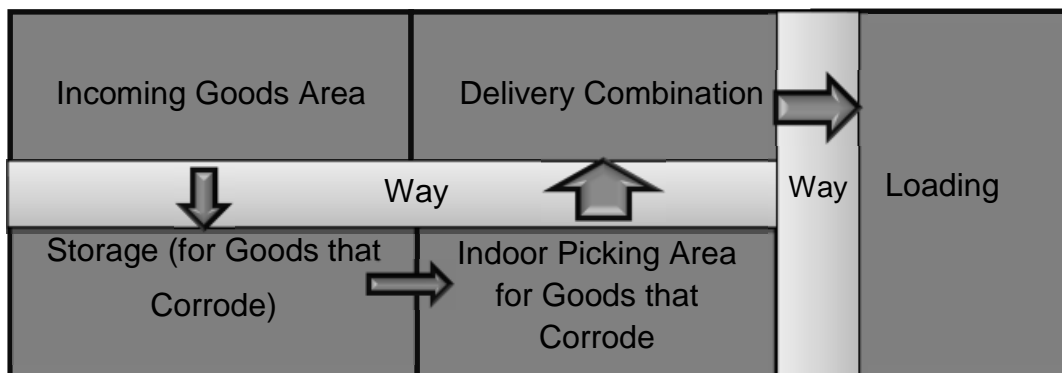 Incoming Goods Area
Delivery Combination
Way
Way
Loading
Storage (for Goods that
Corrode)
Indoor Picking Area
for Goods that
Corrode